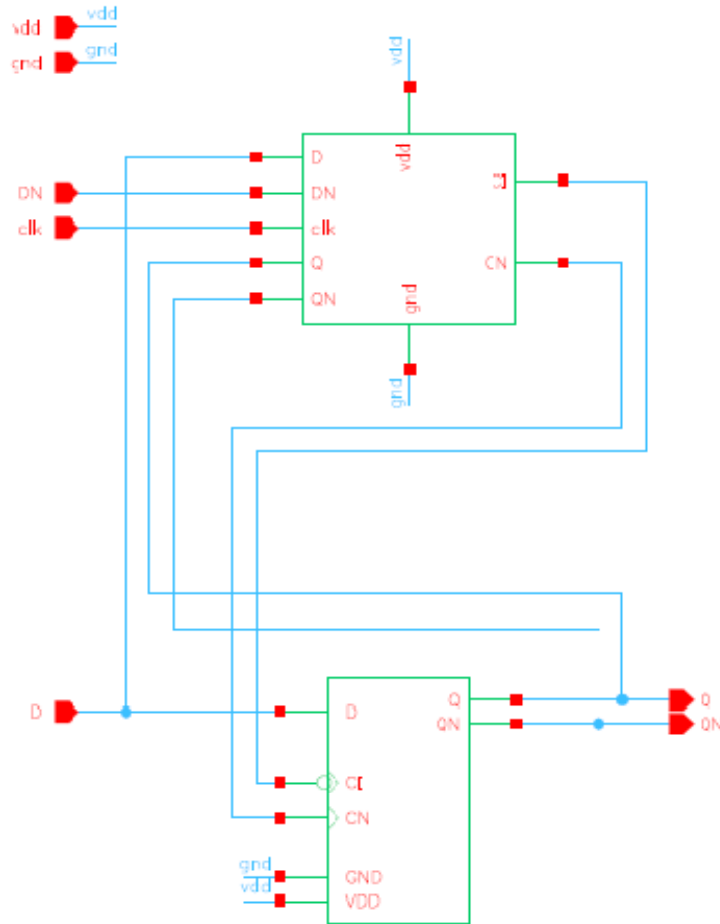 vdd vdd
gnd gnd
vdd
D
DN DN
clk clk
Q
QN
vdd
CN
gnd
gnd
D D
Q Q
QN QN
CN
gnd GND
vdd VDD